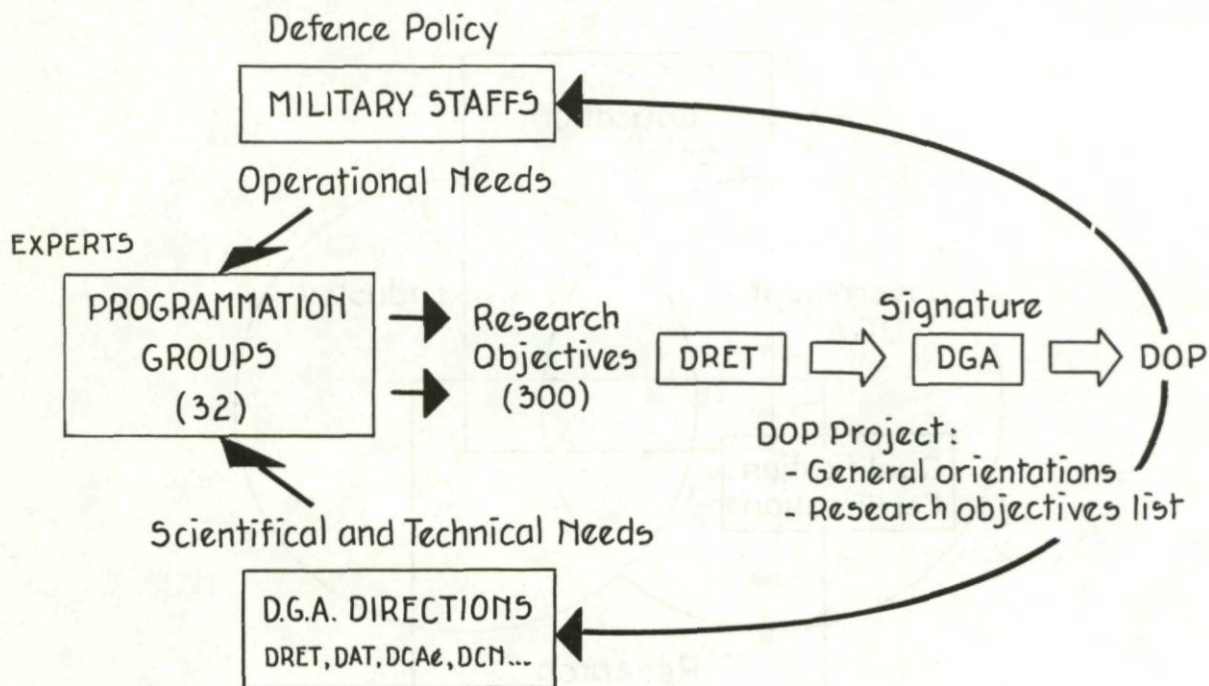 Defence Policy
MILITARY STAFFS
Operational Needs
EXPERTS
PROGRAMMATION
GROUPS
(32)
Research
Objectives
(300)
DRET
Signature
DGA
DOP
DOP Project:
- General orientations
- Research objectives list
Scientifical and Technical Needs
D.G.A. DIRECTIONS
DRET, DAT, DCAé, DCN...